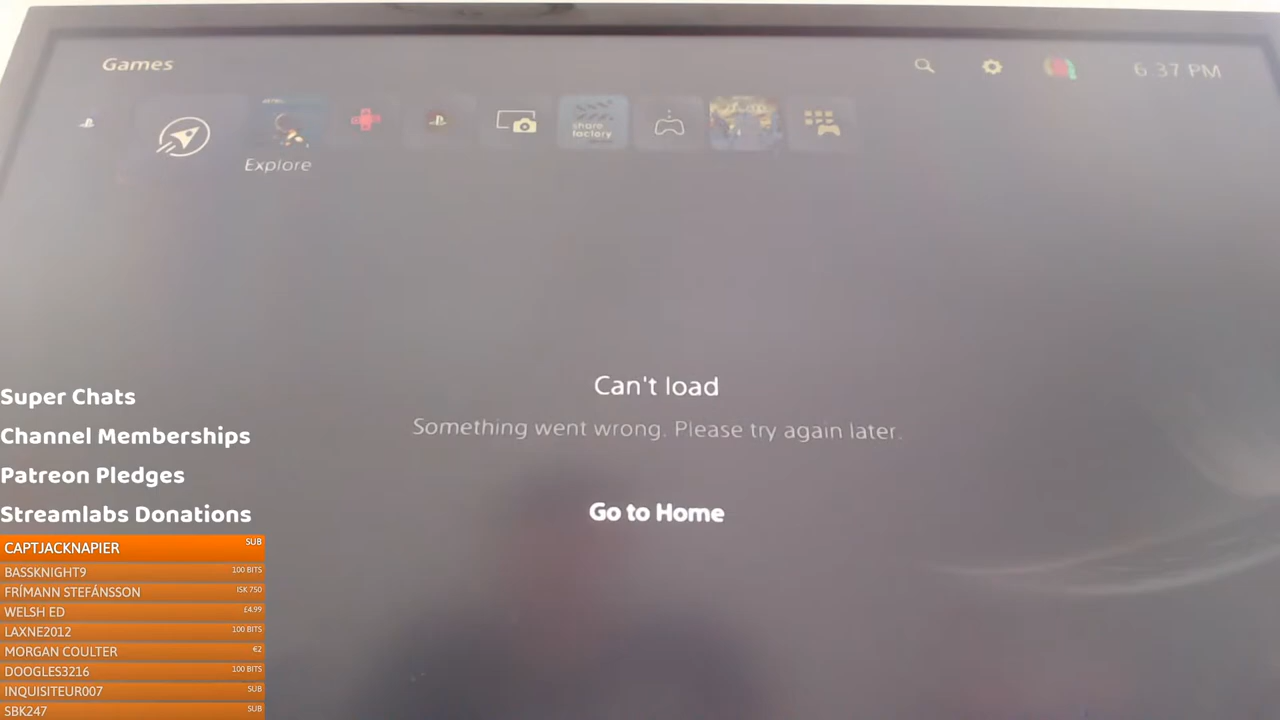 Games
6 37 PM
share
factory
Explore
Can't load
Something went wrong. Please try again later.
Go to Home
Super Chats
Channel Memberships
Patreon Pledges
Streamlabs Donations
CAPTJACKNAPIER SUB
BASSKNIGHT9 100 BITS
FRÍMANN STEFÁNSSON ISK 750
WELSH ED £4.99
LAXNE2012 100 BITS
MORGAN COULTER €2
DOOGLES3216 100 BITS
INQUISITEUR007 SUB
SBK247 SUB